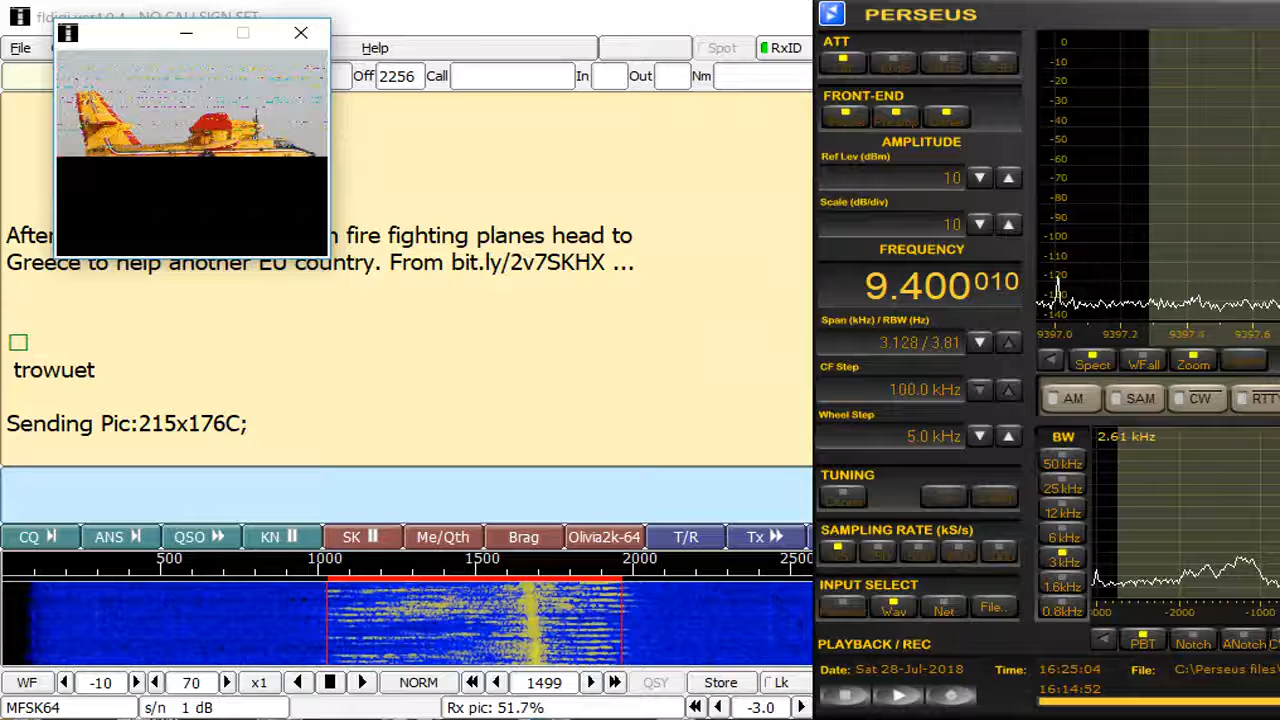 fldigi ver4.0.4 - NO CALLSIGN SET
File
Help
Spot
RxID
Off 2256 Call
In
Out
Nm
After
fire fighting planes head to
Greece to help another EU country. From bit.ly/2v7SKHX ...
trowuet
Sending Pic:215x176C;
CQ
ANS
QSO
KN
SK
Me/Qth
Brag
Olivia2k-64
T/R
Tx
500
1000
1500
2000
2500
WF
-10
70
x1
NORM
1499
QSY
Store
Lk
MFSK64
s/n 1 dB
Rx pic: 51.7%
-3.0
PERSEUS
ATT
FRONT-END
AMPLITUDE
Ref Lev (dBm)
10
Scale (dB/div)
10
FREQUENCY
9.400010
Span (kHz) / RBW (Hz)
3.128 / 3.81
CF Step
100.0 kHz
Wheel Step
5.0 kHz
TUNING
SAMPLING RATE (kS/s)
INPUT SELECT
Wav
Net
File..
PLAYBACK / REC
Date: Sat 28-Jul-2018
Time: 16:25:04
File: C:\Perseus files\
16:14:52
0
-10
-20
-30
-40
-50
-60
-70
-80
-90
-100
-110
-120
-130
-140
9397.0
9397.2
9397.4
9397.6
Spect
WFall
Zoom
AM
SAM
CW
RTTY
BW
2.61 kHz
50 kHz
25 kHz
12 kHz
6 kHz
3 kHz
1.6kHz
0.8kHz
-2000
-1000
PBT
Notch
ANotch